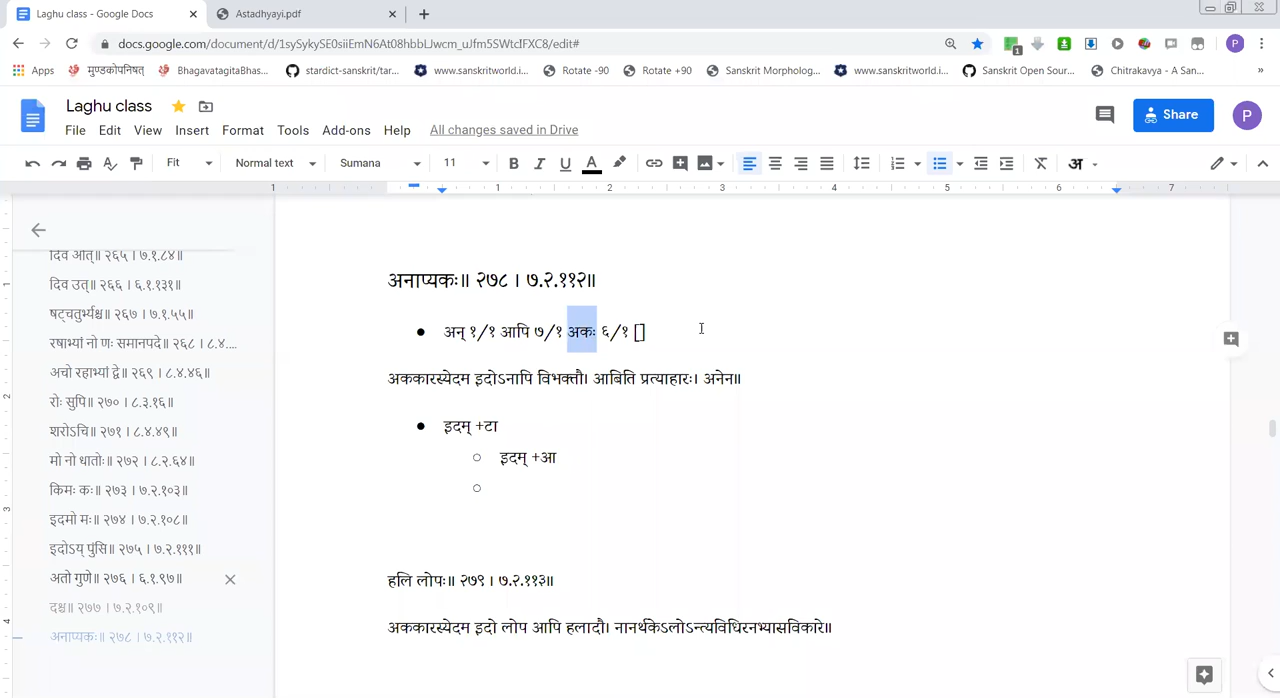 Laghu class - Google Docs
Astadhyayi.pdf
docs.google.com/document/d/1sySykySE0siiEmN6At08hbbLJwcm_uJfm5SWtcIFXC8/edit#
Apps मुण्डकोपनिषत् BhagavatagitaBhas... stardict-sanskrit/tar... www.sanskritworld.i... Rotate -90 Rotate +90 Sanskrit Morpholog... www.sanskritworld.i... Sanskrit Open Sour... Chitrakavya - A San... »
Laghu class
File Edit View Insert Format Tools Add-ons Help All changes saved in Drive
Share
P
Fit Normal text Sumana 11 B I U A अ
1 1 2 3 4 5 6 7
दिव औत्॥ २६५ । ७.१.८४॥
दिव उत्॥ २६६ । ६.१.१३१॥
षट्चतुर्भ्यश्च॥ २६७ । ७.१.५५॥
रषाभ्यां नो णः समानपदे॥ २६८ । ८.४....
अचो रहाभ्यां द्वे॥ २६९ । ८.४.४६॥
रोः सुपि॥ २७० । ८.३.१६॥
शरोऽचि॥ २७१ । ८.४.४९॥
मो नो धातोः॥ २७२ । ८.२.६४॥
किमः कः॥ २७३ । ७.२.१०३॥
इदमो मः॥ २७४ । ७.२.१०८॥
इदोऽय् पुंसि॥ २७५ । ७.२.१११॥
अतो गुणे॥ २७६ । ६.१.९७॥
दश्च॥ २७७ । ७.२.१०९॥
अनाप्यकः॥ २७८ । ७.२.११२॥
अनाप्यकः॥ २७८ । ७.२.११२॥
● अन् १/१ आपि ७/१ अकः ६/१ []
अककारस्येदम इदोऽनापि विभक्तौ। आबिति प्रत्याहारः। अनेन॥
● इदम् +टा
○ इदम् +आ
○
हलि लोपः॥ २७९ । ७.२.११३॥
अककारस्येदम इदो लोप आपि हलादौ। नानर्थकेऽलोऽन्त्यविधिरनभ्यासविकारे॥